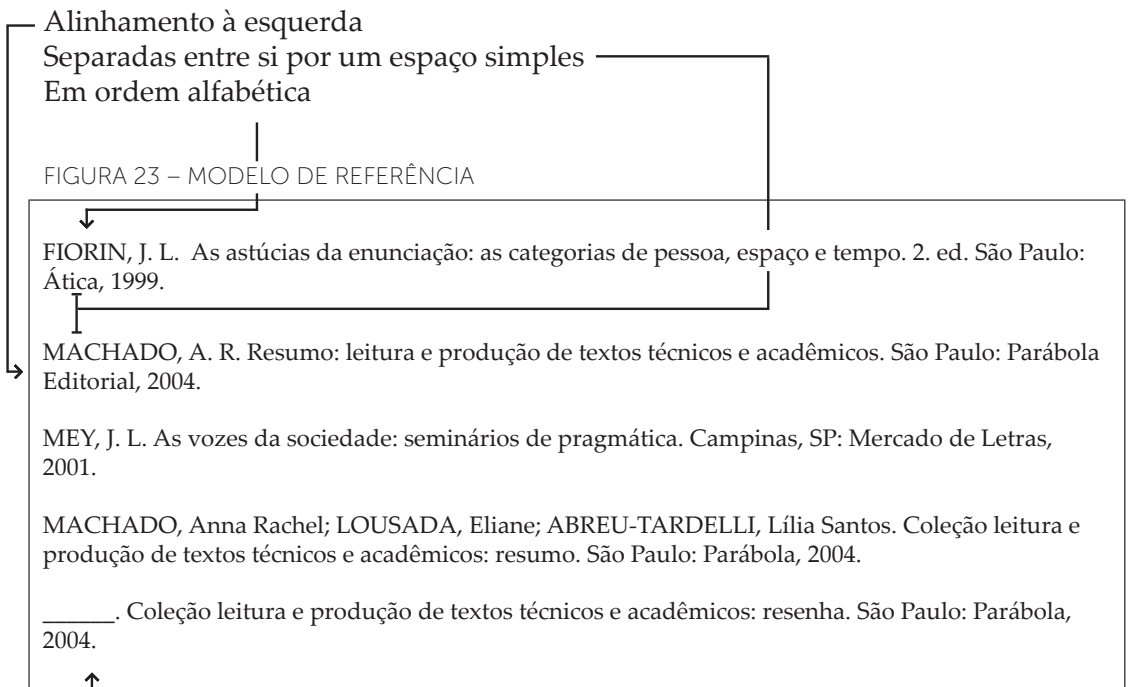 Alinhamento à esquerda
Separadas entre si por um espaço simples
Em ordem alfabética
FIGURA 23 – MODELO DE REFERÊNCIA
FIORIN, J. L.  As astúcias da enunciação: as categorias de pessoa, espaço e tempo. 2. ed. São Paulo:
Ática, 1999.
MACHADO, A. R. Resumo: leitura e produção de textos técnicos e acadêmicos. São Paulo: Parábola
Editorial, 2004.
MEY, J. L. As vozes da sociedade: seminários de pragmática. Campinas, SP: Mercado de Letras,
2001.
MACHADO, Anna Rachel; LOUSADA, Eliane; ABREU-TARDELLI, Lília Santos. Coleção leitura e
produção de textos técnicos e acadêmicos: resumo. São Paulo: Parábola, 2004.
______. Coleção leitura e produção de textos técnicos e acadêmicos: resenha. São Paulo: Parábola,
2004.